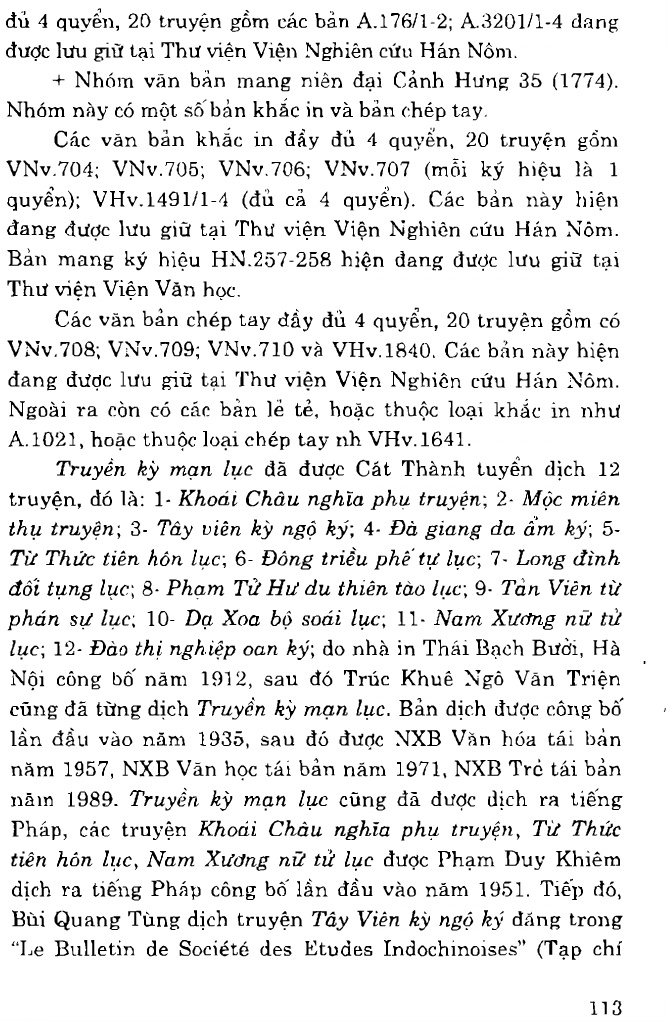 đủ 4 quyển, 20 truyện gồm các bản A.176/1-2; A.3201/1-4 đang
được lưu giữ tại Thư viên Viện Nghiên cứu Hán Nôm.
+ Nhóm văn bản mang niên đại Cảnh Hưng 35 (1774).
Nhóm này có một số bản khắc in và bản chép tay.
Các văn bản khắc in đầy đủ 4 quyển, 20 truyện gồm
VNv.704; VNv.705; VNv.706; VNv.707 (mỗi ký hiệu là 1
quyển); VHv.1491/1-4 (đủ cả 4 quyển). Các bản này hiện
đang được lưu giữ tại Thư viện Viện Nghiên cứu Hán Nôm.
Bản mang ký hiệu HN.257-258 hiện đang được lưu giữ tại
Thư viện Viện Văn học.
Các văn bản chép tay đầy đủ 4 quyển, 20 truyện gồm có
VNv.708; VNv.709; VNv.710 và VHv.1840. Các bản này hiện
đang được lưu giữ tại Thư viện Viện Nghiên cứu Hán Nôm.
Ngoài ra còn có các bản lẻ tẻ, hoặc thuộc loại khắc in như
A.1021, hoặc thuộc loại chép tay nh VHv.1641.
Truyền kỳ mạn lục đã được Cát Thành tuyển dịch 12
truyện, đó là: 1- Khoái Châu nghĩa phụ truyện; 2- Mộc miên
thụ truyện; 3- Tây viên kỳ ngộ ký; 4- Đà giang dạ ẩm ký; 5-
Từ Thức tiên hôn lục; 6- Đông triều phế tự lục; 7- Long đình
đối tụng lục; 8- Phạm Tử Hư du thiên tào lục; 9- Tản Viên từ
phán sự lục; 10- Dạ Xoa bộ soái lục; 11- Nam Xương nữ tử
lục; 12- Đào thị nghiệp oan ký; do nhà in Thái Bạch Bưởi, Hà
Nội công bố năm 1912, sau đó Trúc Khuê Ngô Văn Triện
cũng đã từng dịch Truyền kỳ mạn lục. Bản dịch được công bố
lần đầu vào năm 1935, sau đó được NXB Văn hóa tái bản
năm 1957, NXB Văn học tái bản năm 1971, NXB Trẻ tái bản
năm 1989. Truyền kỳ mạn lục cũng đã được dịch ra tiếng
Pháp, các truyện Khoái Châu nghĩa phụ truyện, Từ Thức
tiên hôn lục, Nam Xương nữ tử lục được Phạm Duy Khiêm
dịch ra tiếng Pháp công bố lần đầu vào năm 1951. Tiếp đó,
Bùi Quang Tùng dịch truyện Tây Viên kỳ ngộ ký đăng trong
"Le Bulletin de Société des Etudes Indochinoises" (Tạp chí
113